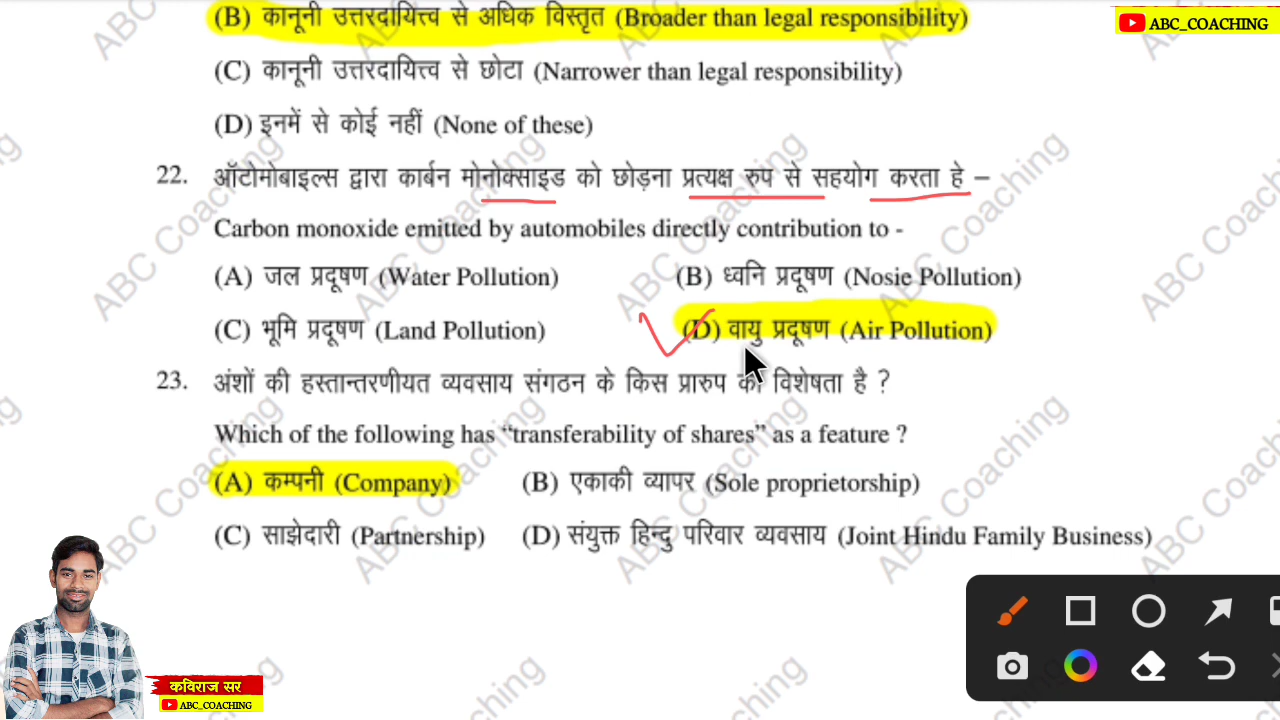 (B) कानूनी उत्तरदायित्त्व से अधिक विस्तृत (Broader than legal responsibility)
ABC_COACHING
(C) कानूनी उत्तरदायित्त्व से छोटा (Narrower than legal responsibility)
(D) इनमें से कोई नहीं (None of these)
22. ऑटोमोबाइल्स द्वारा कार्बन मोनोक्साइड को छोड़ना प्रत्यक्ष रुप से सहयोग करता हे –
Carbon monoxide emitted by automobiles directly contribution to -
(A) जल प्रदूषण (Water Pollution) (B) ध्वनि प्रदूषण (Nosie Pollution)
(C) भूमि प्रदूषण (Land Pollution) (D) वायु प्रदूषण (Air Pollution)
23. अंशों की हस्तान्तरणीयत व्यवसाय संगठन के किस प्रारुप की विशेषता है ?
Which of the following has “transferability of shares” as a feature ?
(A) कम्पनी (Company) (B) एकाकी व्यापर (Sole proprietorship)
(C) साझेदारी (Partnership) (D) संयुक्त हिन्दु परिवार व्यवसाय (Joint Hindu Family Business)
कविराज सर
ABC_COACHING
ABC Coaching